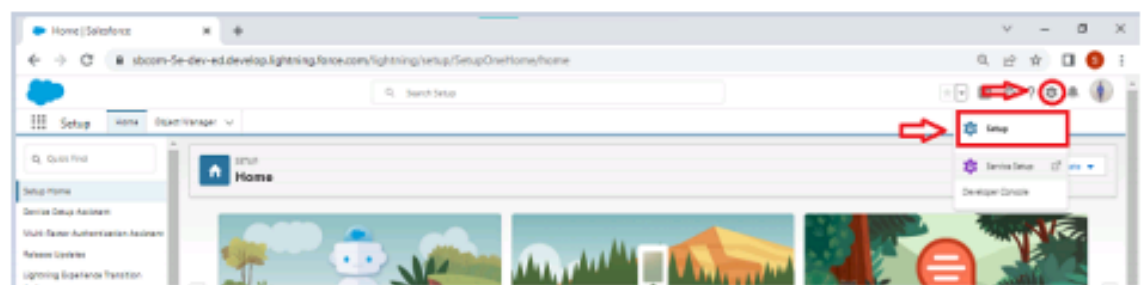 Home | Salesforce
sbcom-5e-dev-ed.develop.lightning.force.com/lightning/setup/SetupOneHome/home
S
Search Setup
Setup Home Object Manager
Setup
Quick Find
SETUP
Home
Service Setup
Developer Console
Setup Home
Service Setup Assistant
Multi-Factor Authentication Assistant
Release Updates
Lightning Experience Transition